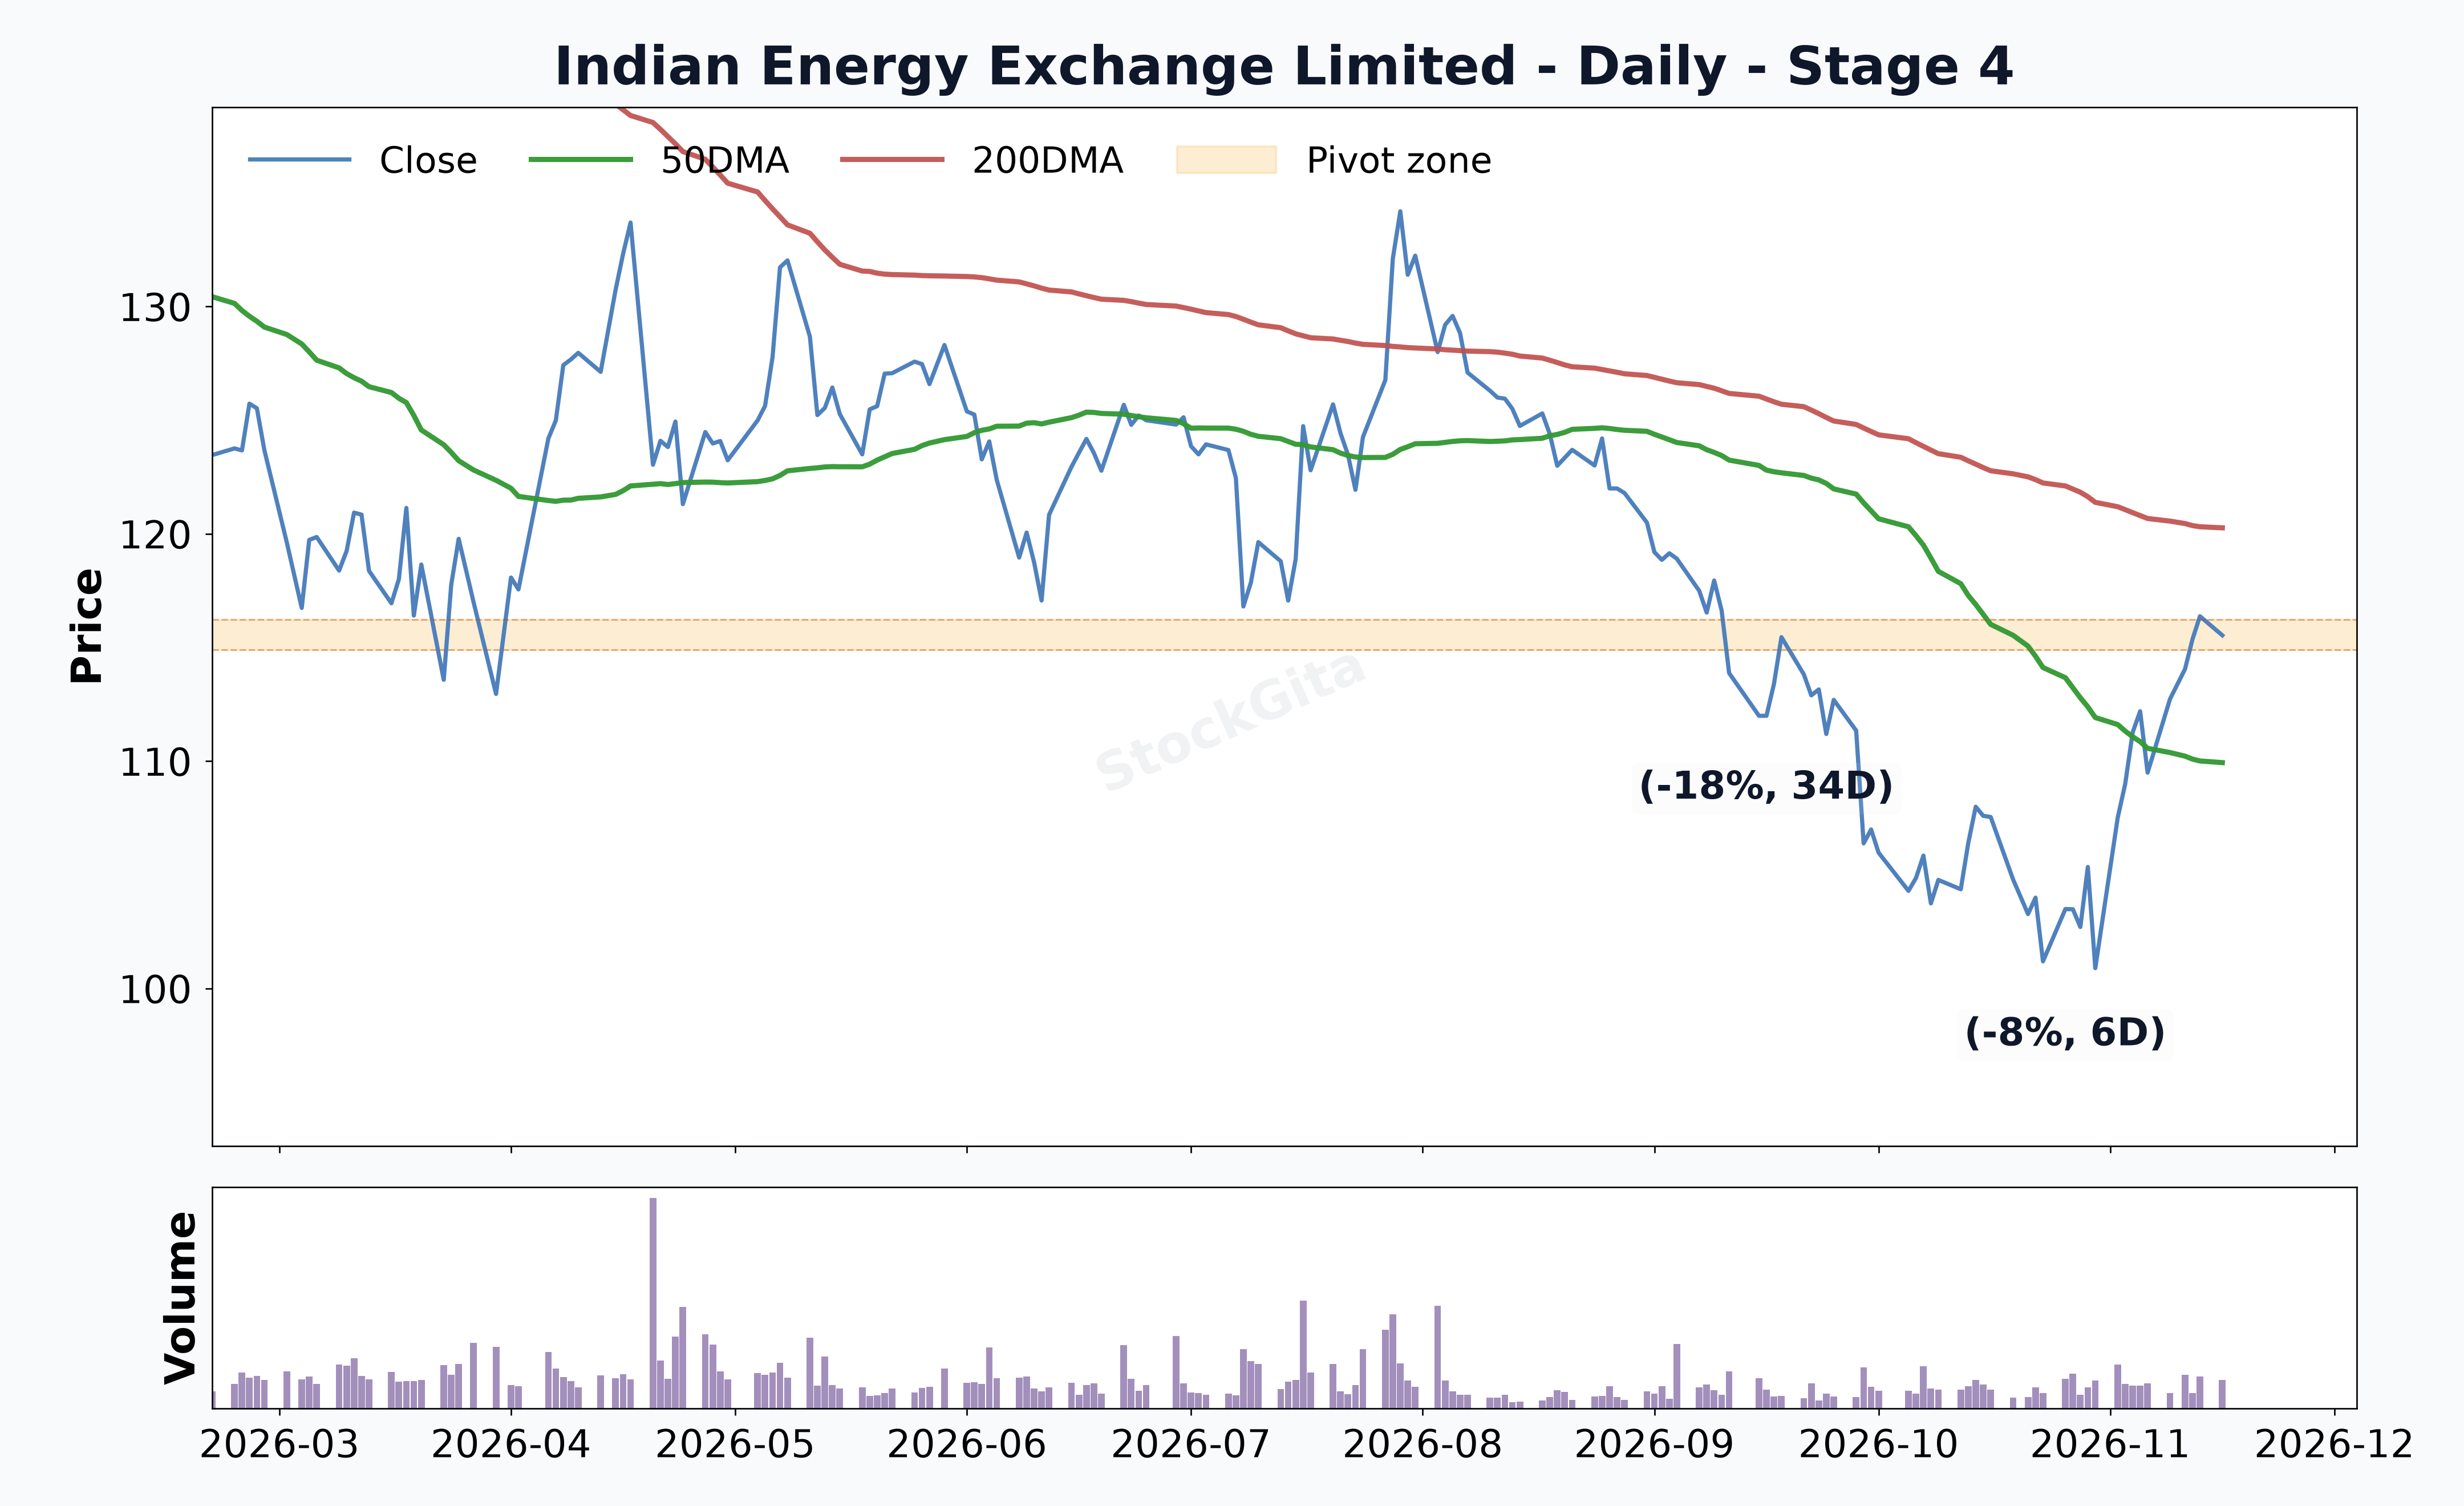 Indian Energy Exchange Limited - Daily - Stage 4
Close 50DMA 200DMA Pivot zone
Price
130
120
110
100
StockGita
(-18%, 34D)
(-8%, 6D)
Volume
2026-03 2026-04 2026-05 2026-06 2026-07 2026-08 2026-09 2026-10 2026-11 2026-12